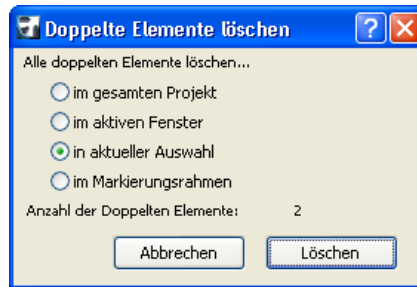 Doppelte Elemente löschen
Alle doppelten Elemente löschen...
im gesamten Projekt
im aktiven Fenster
in aktueller Auswahl
im Markierungsrahmen
Anzahl der Doppelten Elemente: 2
Abbrechen Löschen